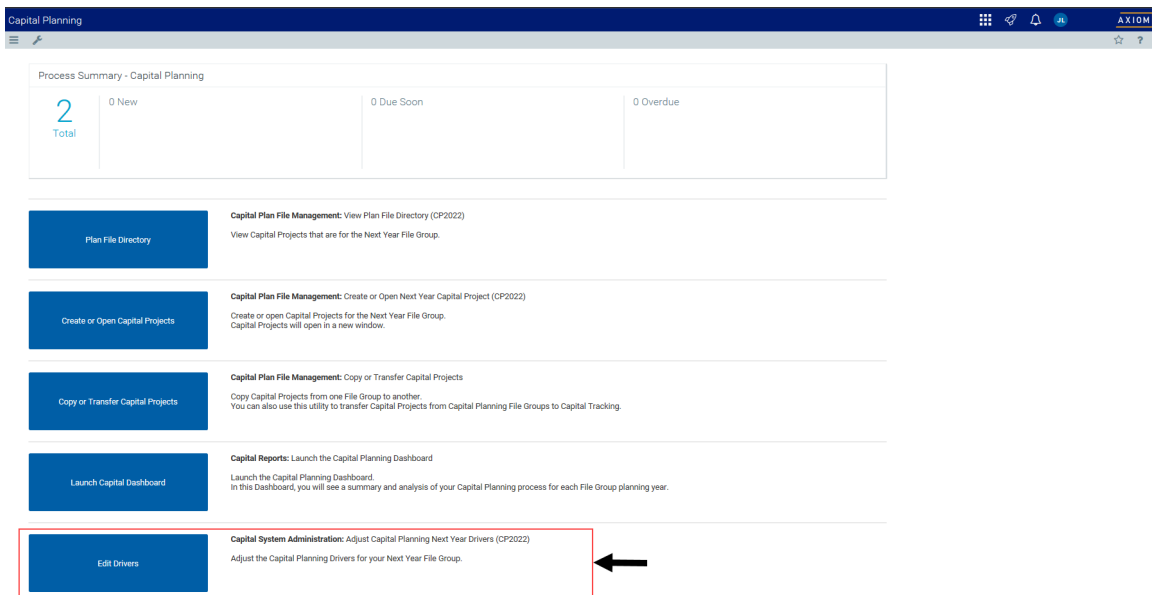 Capital Planning
JL
AXIOM
?
Process Summary - Capital Planning
2
Total
0 New
0 Due Soon
0 Overdue
Plan File Directory
Capital Plan File Management: View Plan File Directory (CP2022)
View Capital Projects that are for the Next Year File Group.
Create or Open Capital Projects
Capital Plan File Management: Create or Open Next Year Capital Project (CP2022)
Create or open Capital Projects for the Next Year File Group.
Capital Projects will open in a new window.
Copy or Transfer Capital Projects
Capital Plan File Management: Copy or Transfer Capital Projects
Copy Capital Projects from one File Group to another.
You can also use this utility to transfer Capital Projects from Capital Planning File Groups to Capital Tracking.
Launch Capital Dashboard
Capital Reports: Launch the Capital Planning Dashboard
Launch the Capital Planning Dashboard.
In this Dashboard, you will see a summary and analysis of your Capital Planning process for each File Group planning year.
Edit Drivers
Capital System Administration: Adjust Capital Planning Next Year Drivers (CP2022)
Adjust the Capital Planning Drivers for your Next Year File Group.